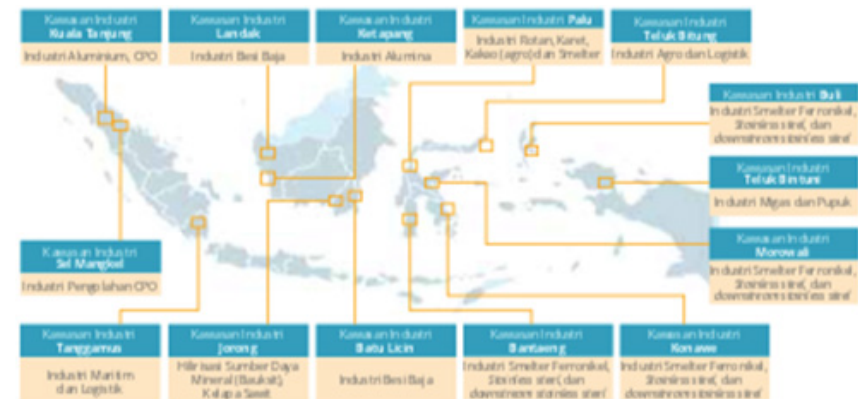 Kawasan Industri
Kuala Tanjung
Industri Aluminium, CPO
Kawasan Industri
Landak
Industri Besi Baja
Kawasan Industri
Ketapang
Industri Alumina
Kawasan Industri Palu
Industri Rotan, Karet,
Kakao (agro) dan Smelter
Kawasan Industri
Teluk Bitung
Industri Agro dan Logistik
Kawasan Industri Buli
Industri Smelter Ferronikel,
Stainless steel, dan
downstream stainless steel
Kawasan Industri
Teluk Bintuni
Industri Migas dan Pupuk
Kawasan Industri
Morowali
Industri Smelter Ferronikel,
Stainless steel, dan
downstream stainless steel
Kawasan Industri
Sei Mangkei
Industri Pengolahan CPO
Kawasan Industri
Tanggamus
Industri Maritim
dan Logistik
Kawasan Industri
Jorong
Hilirisasi Sumber Daya
Mineral (Bauksit),
Kelapa Sawit
Kawasan Industri
Batu Licin
Industri Besi Baja
Kawasan Industri
Bantaeng
Industri Smelter Ferronikel,
Stainless steel, dan
downstream stainless steel
Kawasan Industri
Konawe
Industri Smelter Ferronikel,
Stainless steel, dan
downstream stainless steel